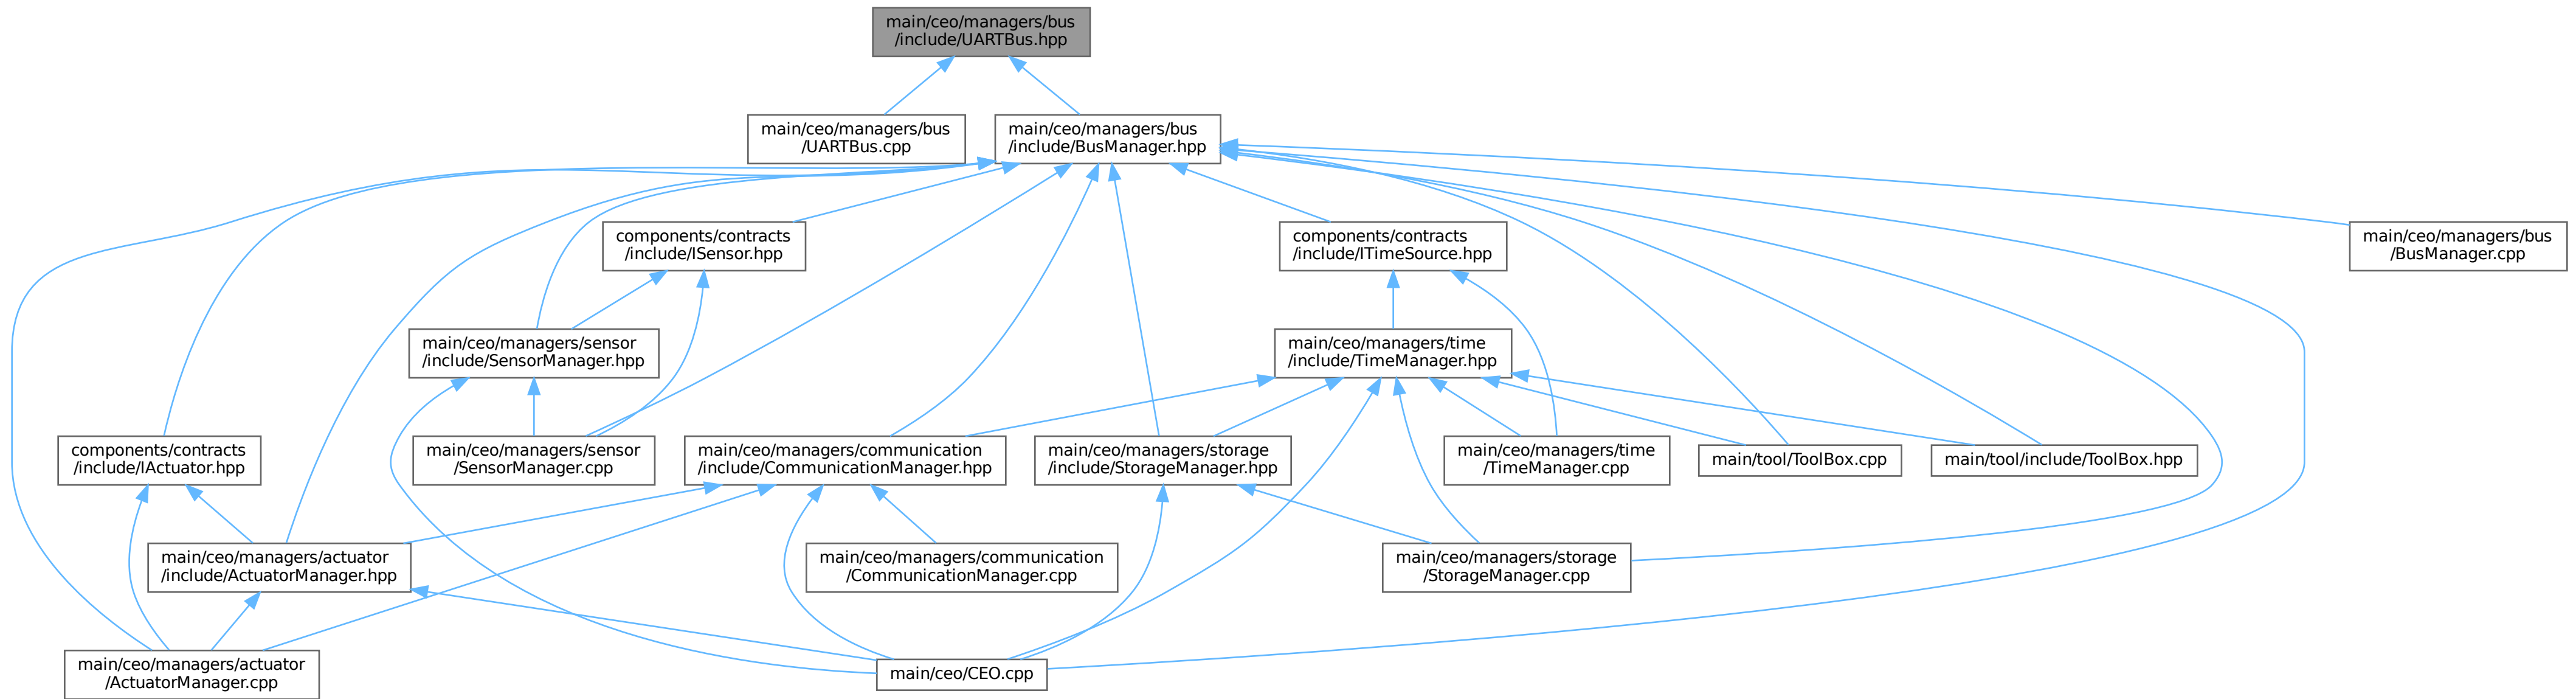 main/ceo/managers/bus
/include/UARTBus.hpp
main/ceo/managers/bus
/UARTBus.cpp
main/ceo/managers/bus
/include/BusManager.hpp
components/contracts
/include/ISensor.hpp
components/contracts
/include/ITimeSource.hpp
main/ceo/managers/bus
/BusManager.cpp
main/ceo/managers/sensor
/include/SensorManager.hpp
main/ceo/managers/time
/include/TimeManager.hpp
components/contracts
/include/IActuator.hpp
main/ceo/managers/sensor
/SensorManager.cpp
main/ceo/managers/communication
/include/CommunicationManager.hpp
main/ceo/managers/storage
/include/StorageManager.hpp
main/ceo/managers/time
/TimeManager.cpp
main/tool/ToolBox.cpp
main/tool/include/ToolBox.hpp
main/ceo/managers/actuator
/include/ActuatorManager.hpp
main/ceo/managers/communication
/CommunicationManager.cpp
main/ceo/managers/storage
/StorageManager.cpp
main/ceo/managers/actuator
/ActuatorManager.cpp
main/ceo/CEO.cpp